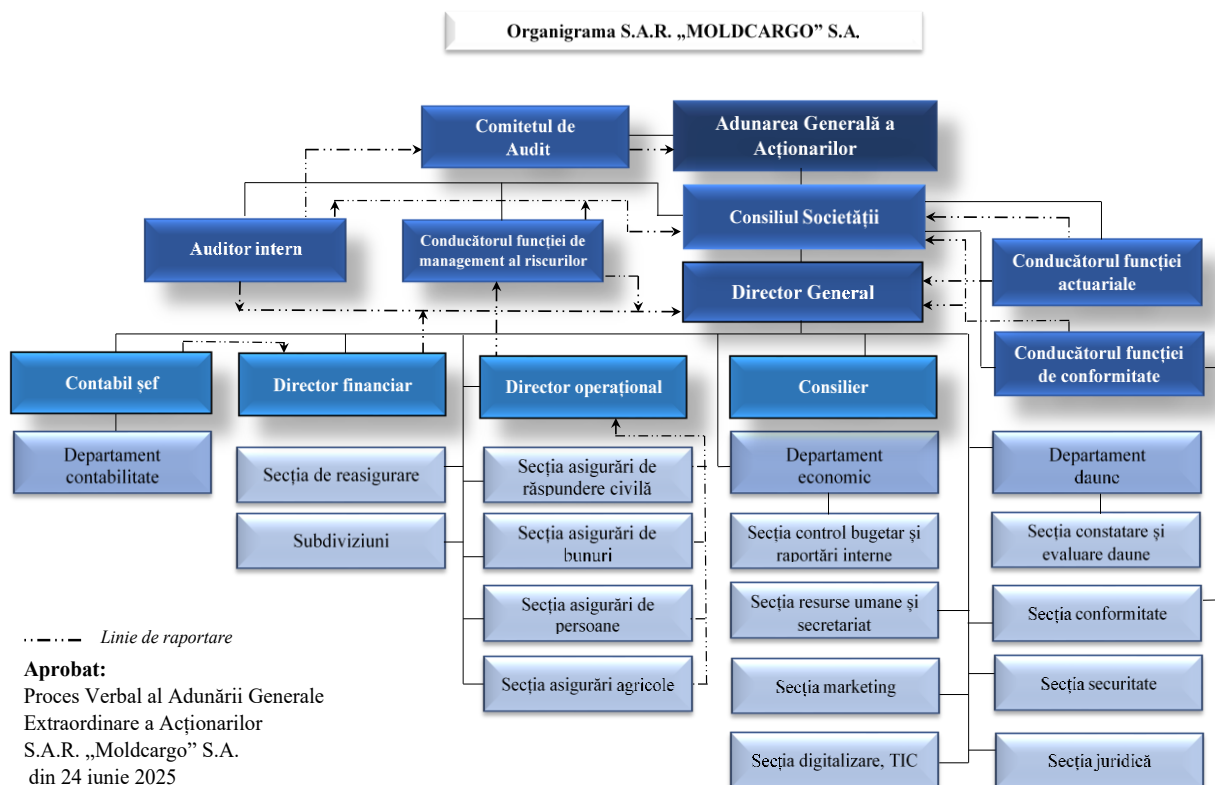 Organigrama S.A.R. „MOLDCARGO” S.A.
Comitetul de
Audit
Adunarea Generală a
Acționarilor
Consiliul Societății
Auditor intern
Conducătorul funcției de
management al riscurilor
Conducătorul funcției
actuariale
Director General
Conducătorul funcției
de conformitate
Contabil șef
Director financiar
Director operațional
Consilier
Departament
contabilitate
Secția de reasigurare
Subdiviziuni
Secția asigurări de
răspundere civilă
Secția asigurări de
bunuri
Secția asigurări de
persoane
Secția asigurări agricole
Departament
economic
Secția control bugetar și
raportări interne
Secția resurse umane și
secretariat
Secția marketing
Secția digitalizare, TIC
Departament
daune
Secția constatare și
evaluare daune
Secția conformitate
Secția securitate
Secția juridică
Linie de raportare
Aprobat:
Proces Verbal al Adunării Generale
Extraordinare a Acționarilor
S.A.R. „Moldcargo” S.A.
din 24 iunie 2025